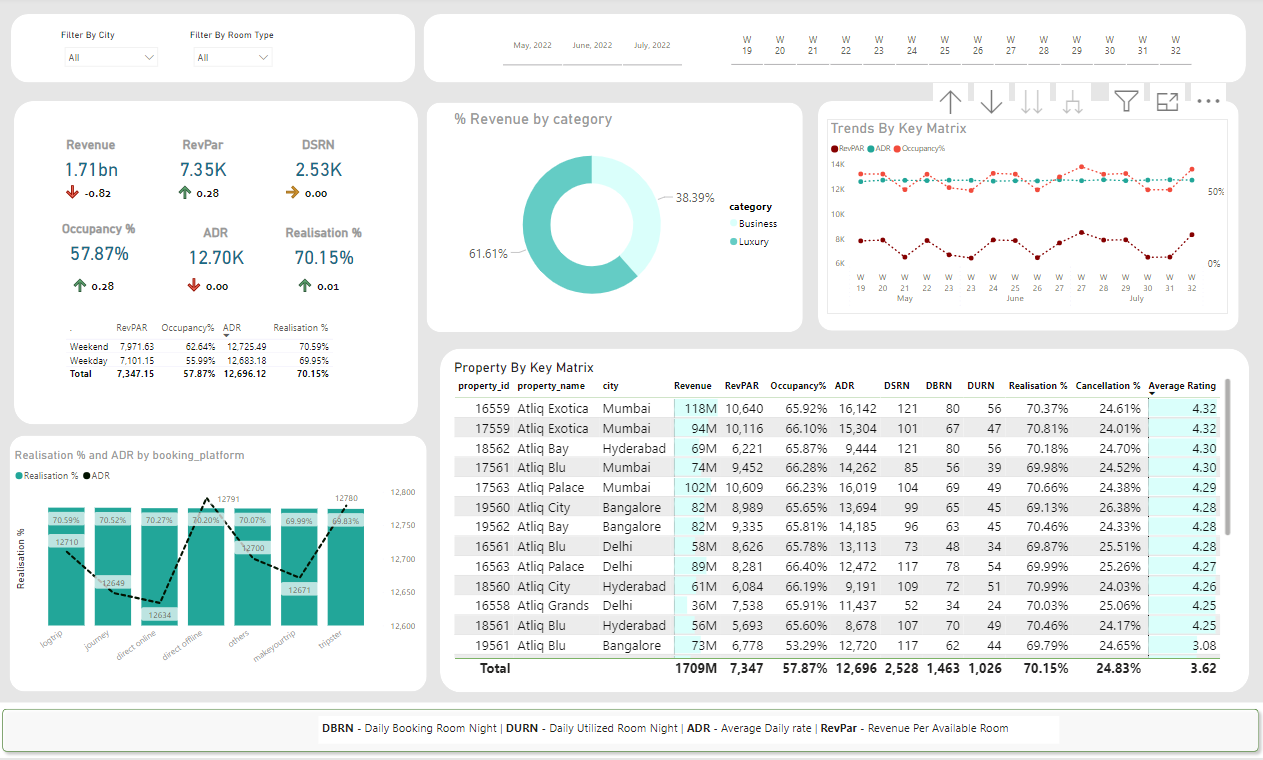 Filter By City
Filter By Room Type
All
All
May, 2022 June, 2022 July, 2022
W 19 W 20 W 21 W 22 W 23 W 24 W 25 W 26 W 27 W 28 W 29 W 30 W 31 W 32
Revenue
1.71bn
-0.82
RevPar
7.35K
0.28
DSRN
2.53K
0.00
Occupancy %
57.87%
0.28
ADR
12.70K
0.00
Realisation %
70.15%
0.01
. RevPAR Occupancy% ADR Realisation %
Weekend 7,971.63 62.64% 12,725.49 70.59%
Weekday 7,101.15 55.99% 12,683.18 69.95%
Total 7,347.15 57.87% 12,696.12 70.15%
% Revenue by category
38.39%
61.61%
category
Business
Luxury
Trends By Key Matrix
RevPAR ADR Occupancy%
14K
12K
10K
8K
6K
50%
0%
W 19 W 20 W 21 W 22 W 23 W 23 W 24 W 25 W 26 W 27 W 27 W 28 W 29 W 30 W 31 W 32
May June July
Realisation % and ADR by booking_platform
Realisation % ADR
Realisation %
12,800
12,750
12,700
12,650
12,600
70.59% 70.52% 70.27% 70.20% 70.07% 69.99% 69.83%
12710 12649 12634 12791 12700 12671 12780
logtrip journey direct online direct offline others makeyourtrip tripster
Property By Key Matrix
property_id property_name city Revenue RevPAR Occupancy% ADR DSRN DBRN DURN Realisation % Cancellation % Average Rating
16559 Atliq Exotica Mumbai 118M 10,640 65.92% 16,142 121 80 56 70.37% 24.61% 4.32
17559 Atliq Exotica Mumbai 94M 10,116 66.10% 15,304 101 67 47 70.81% 24.01% 4.32
18562 Atliq Bay Hyderabad 69M 6,221 65.87% 9,444 121 80 56 70.18% 24.70% 4.30
17561 Atliq Blu Mumbai 74M 9,452 66.28% 14,262 85 56 39 69.98% 24.52% 4.30
17563 Atliq Palace Mumbai 102M 10,609 66.23% 16,019 104 69 49 70.66% 24.38% 4.29
19560 Atliq City Bangalore 82M 8,989 65.65% 13,694 96 63 43 69.13% 26.38% 4.28
19562 Atliq Bay Bangalore 82M 9,333 65.81% 14,183 96 63 45 70.46% 24.33% 4.28
16561 Atliq Blu Delhi 58M 8,626 65.78% 13,113 73 48 34 69.87% 25.51% 4.28
16563 Atliq Palace Delhi 89M 8,281 66.40% 12,472 117 78 54 69.99% 25.26% 4.27
18560 Atliq City Hyderabad 61M 6,084 66.19% 9,191 109 72 51 70.99% 24.03% 4.26
16558 Atliq Grands Delhi 36M 7,538 65.91% 52 34 24 70.03% 25.06% 4.25
18561 Atliq Blu Hyderabad 56M 5,693 65.60% 8,678 107 70 49 70.46% 24.17% 4.25
19561 Atliq Blu Bangalore 73M 6,778 53.29% 12,720 117 62 44 69.79% 24.65% 3.08
Total 1709M 7,347 57.87% 12,696 2,528 1,463 1,026 70.15% 24.83% 3.62
DBRN - Daily Booking Room Night | DURN - Daily Utilized Room Night | ADR - Average Daily rate | RevPar - Revenue Per Available Room